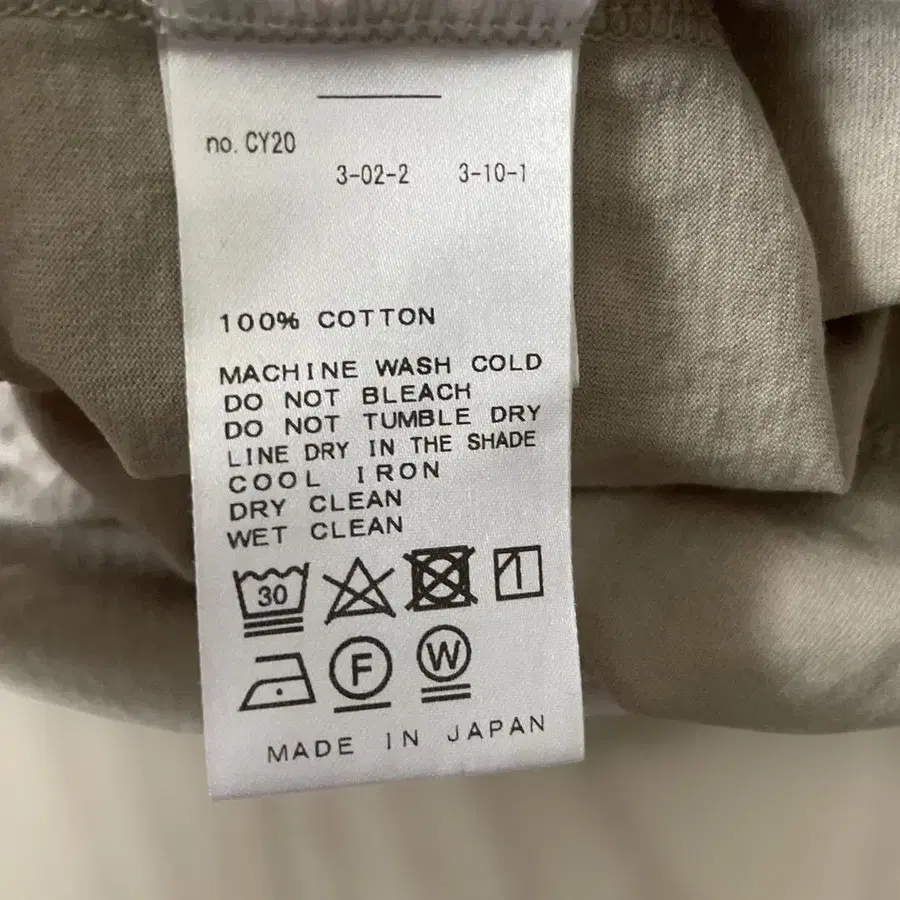 no. CY20
3-02-2 3-10-1
100% COTTON
MACHINE WASH COLD
DO NOT BLEACH
DO NOT TUMBLE DRY
LINE DRY IN THE SHADE
COOL IRON
DRY CLEAN
WET CLEAN
30
F W
MADE IN JAPAN